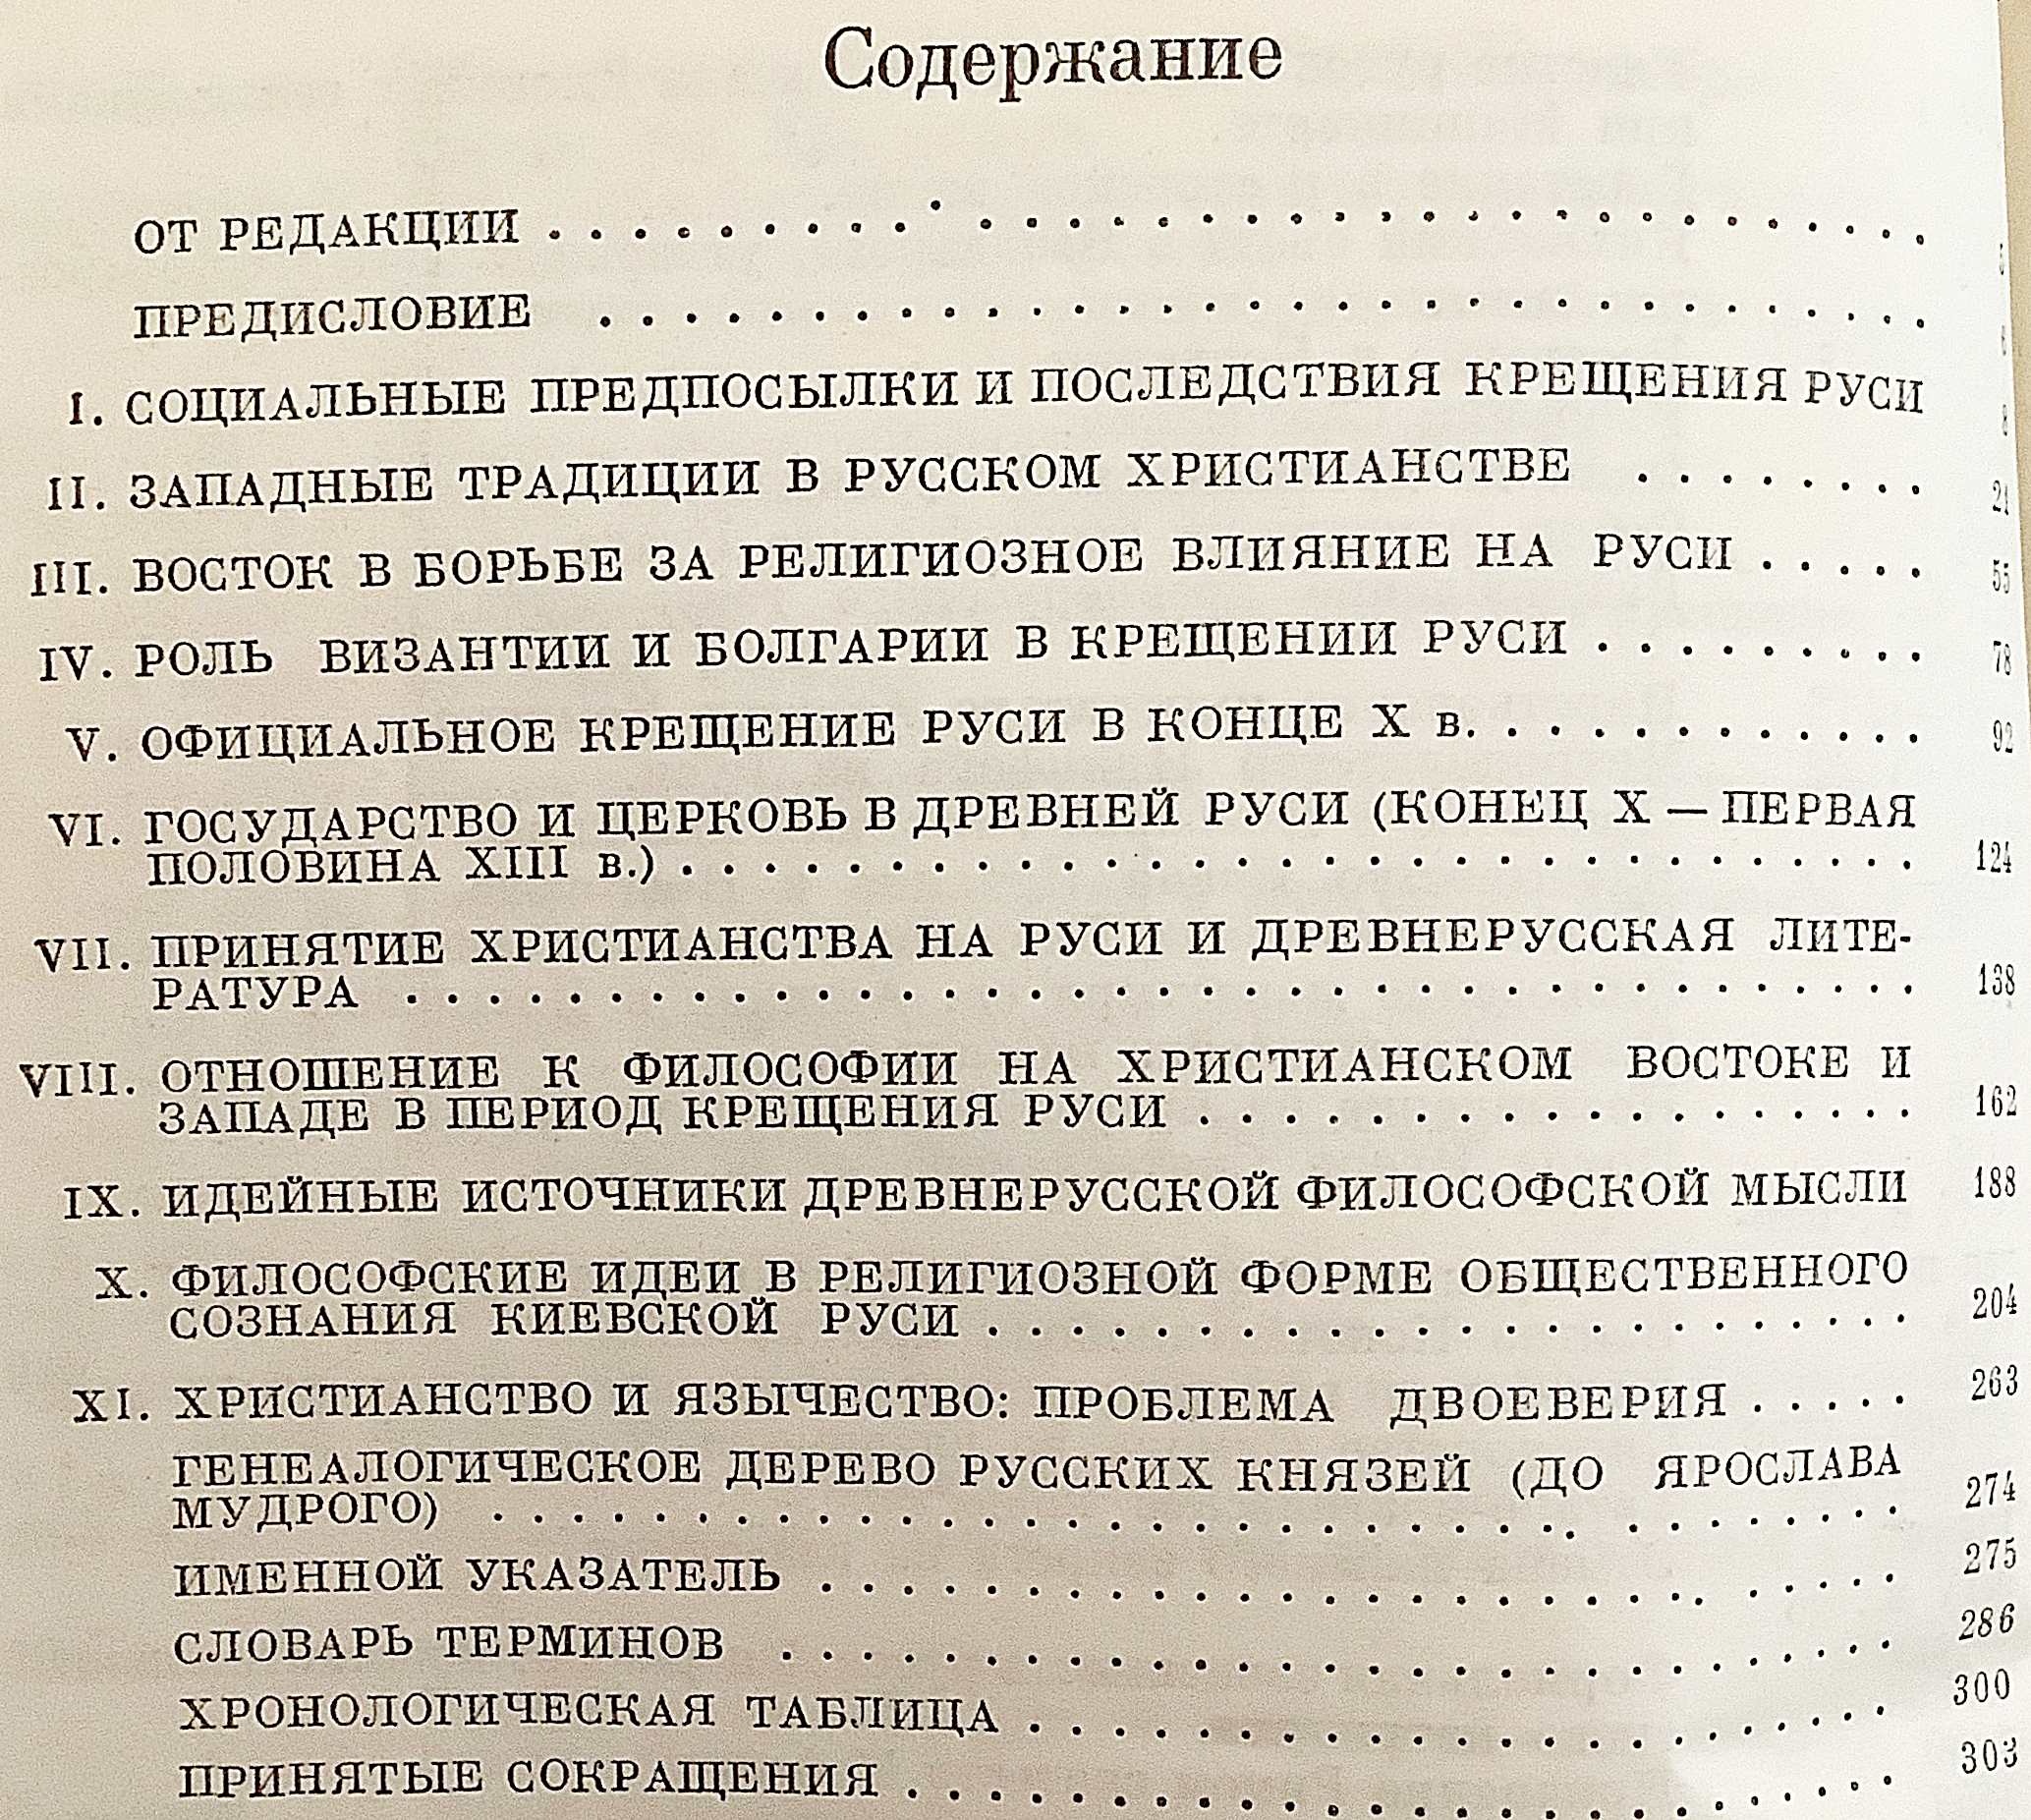 Содержание
ОТ РЕДАКЦИИ . . . . . . . . . . . . . . . . . . . . . . . . . . . . . . . .
ПРЕДИСЛОВИЕ . . . . . . . . . . . . . . . . . . . . . . . . . . . . . . . .
I. СОЦИАЛЬНЫЕ ПРЕДПОСЫЛКИ И ПОСЛЕДСТВИЯ КРЕЩЕНИЯ РУСИ 8
II. ЗАПАДНЫЕ ТРАДИЦИИ В РУССКОМ ХРИСТИАНСТВЕ . . . . . . . . 21
III. ВОСТОК В БОРЬБЕ ЗА РЕЛИГИОЗНОЕ ВЛИЯНИЕ НА РУСИ . . . . . 55
IV. РОЛЬ ВИЗАНТИИ И БОЛГАРИИ В КРЕЩЕНИИ РУСИ . . . . . . . . . 78
V. ОФИЦИАЛЬНОЕ КРЕЩЕНИЕ РУСИ В КОНЦЕ X в. . . . . . . . . . . . 92
VI. ГОСУДАРСТВО И ЦЕРКОВЬ В ДРЕВНЕЙ РУСИ (КОНЕЦ X — ПЕРВАЯ
ПОЛОВИНА XIII в.) . . . . . . . . . . . . . . . . . . . . . . . . . . . . . 124
VII. ПРИНЯТИЕ ХРИСТИАНСТВА НА РУСИ И ДРЕВНЕРУССКАЯ ЛИТЕ-
РАТУРА . . . . . . . . . . . . . . . . . . . . . . . . . . . . . . . . . . . 138
VIII. ОТНОШЕНИЕ К ФИЛОСОФИИ НА ХРИСТИАНСКОМ ВОСТОКЕ И
ЗАПАДЕ В ПЕРИОД КРЕЩЕНИЯ РУСИ . . . . . . . . . . . . . . . . . 162
IX. ИДЕЙНЫЕ ИСТОЧНИКИ ДРЕВНЕРУССКОЙ ФИЛОСОФСКОЙ МЫСЛИ 188
X. ФИЛОСОФСКИЕ ИДЕИ В РЕЛИГИОЗНОЙ ФОРМЕ ОБЩЕСТВЕННОГО
СОЗНАНИЯ КИЕВСКОЙ РУСИ . . . . . . . . . . . . . . . . . . . . . . 204
XI. ХРИСТИАНСТВО И ЯЗЫЧЕСТВО: ПРОБЛЕМА ДВОЕВЕРИЯ . . . . . 263
ГЕНЕАЛОГИЧЕСКОЕ ДЕРЕВО РУССКИХ КНЯЗЕЙ (ДО ЯРОСЛАВА
МУДРОГО) . . . . . . . . . . . . . . . . . . . . . . . . . . . . . . . . . . 274
ИМЕННОЙ УКАЗАТЕЛЬ . . . . . . . . . . . . . . . . . . . . . . . . . . 275
СЛОВАРЬ ТЕРМИНОВ . . . . . . . . . . . . . . . . . . . . . . . . . . . 286
ХРОНОЛОГИЧЕСКАЯ ТАБЛИЦА . . . . . . . . . . . . . . . . . . . . . 300
ПРИНЯТЫЕ СОКРАЩЕНИЯ . . . . . . . . . . . . . . . . . . . . . . . . 303